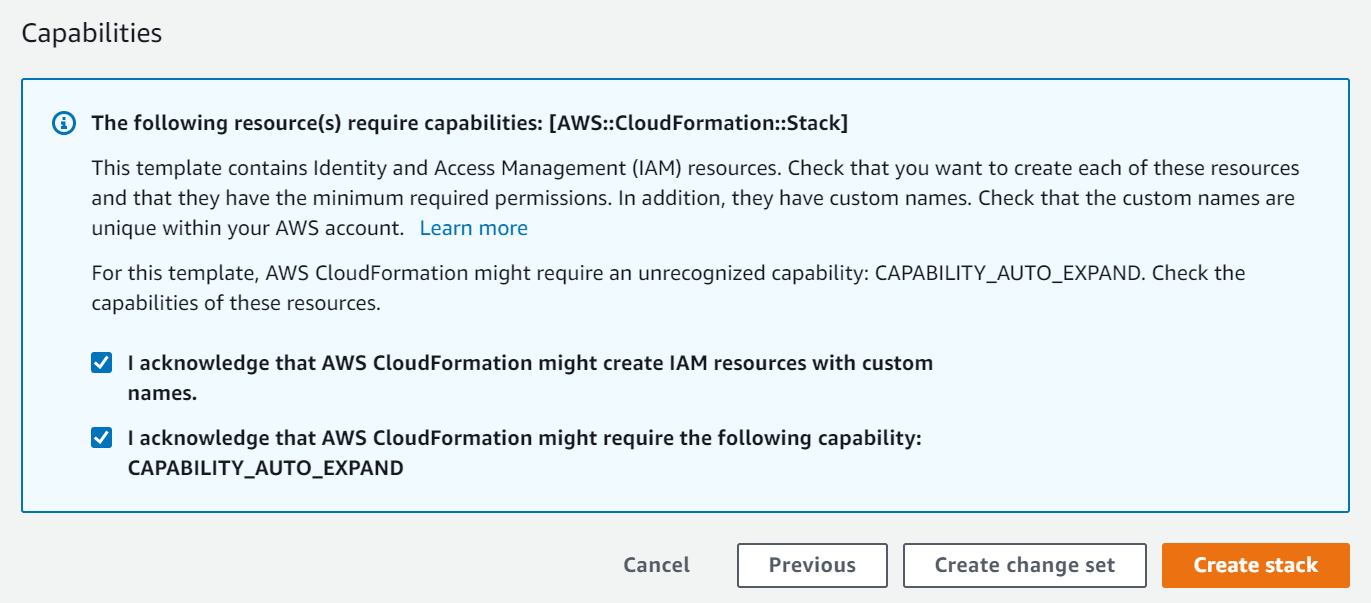 Capabilities
The following resource(s) require capabilities: [AWS::CloudFormation::Stack]
This template contains Identity and Access Management (IAM) resources. Check that you want to create each of these resources
and that they have the minimum required permissions. In addition, they have custom names. Check that the custom names are
unique within your AWS account. Learn more
For this template, AWS CloudFormation might require an unrecognized capability: CAPABILITY_AUTO_EXPAND. Check the
capabilities of these resources.
I acknowledge that AWS CloudFormation might create IAM resources with custom
names.
I acknowledge that AWS CloudFormation might require the following capability:
CAPABILITY_AUTO_EXPAND
Cancel Previous Create change set Create stack